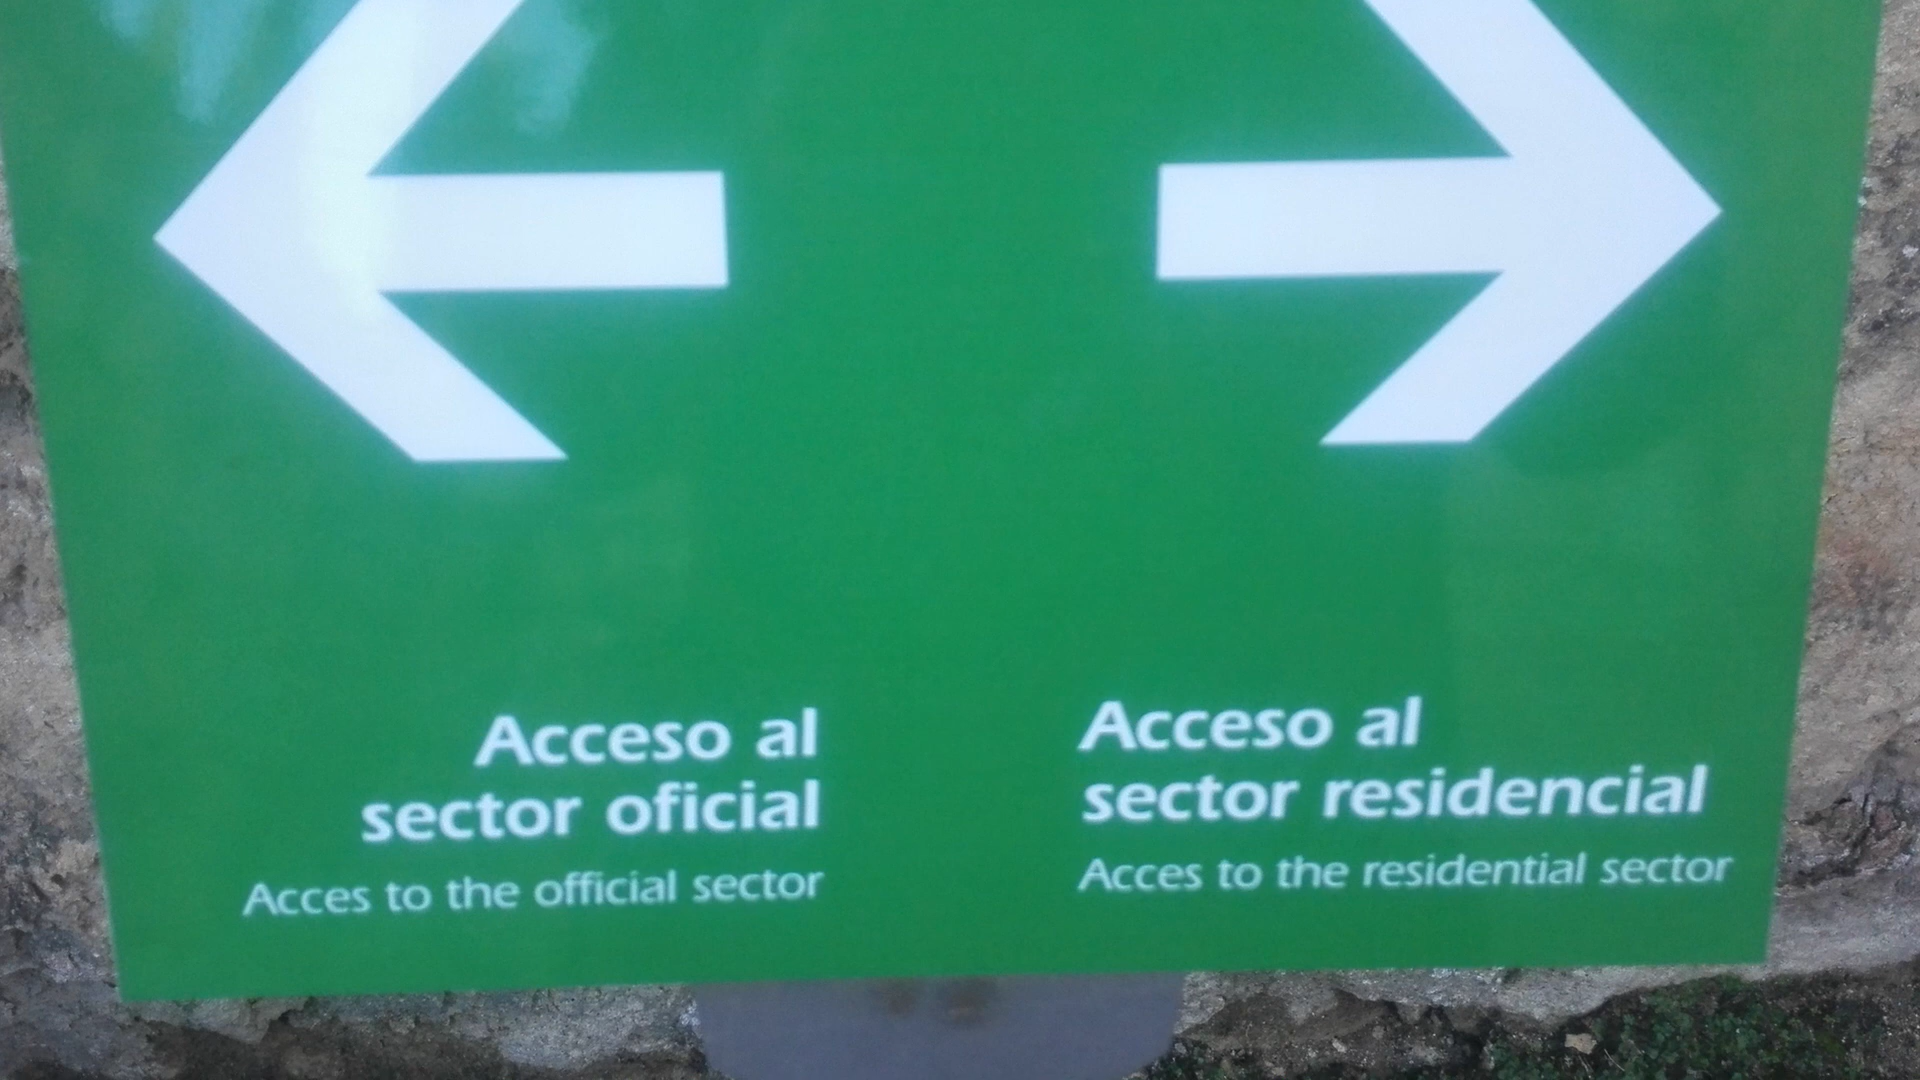 Acceso al
sector oficial
Acces to the official sector
Acceso al
sector residencial
Acces to the residential sector